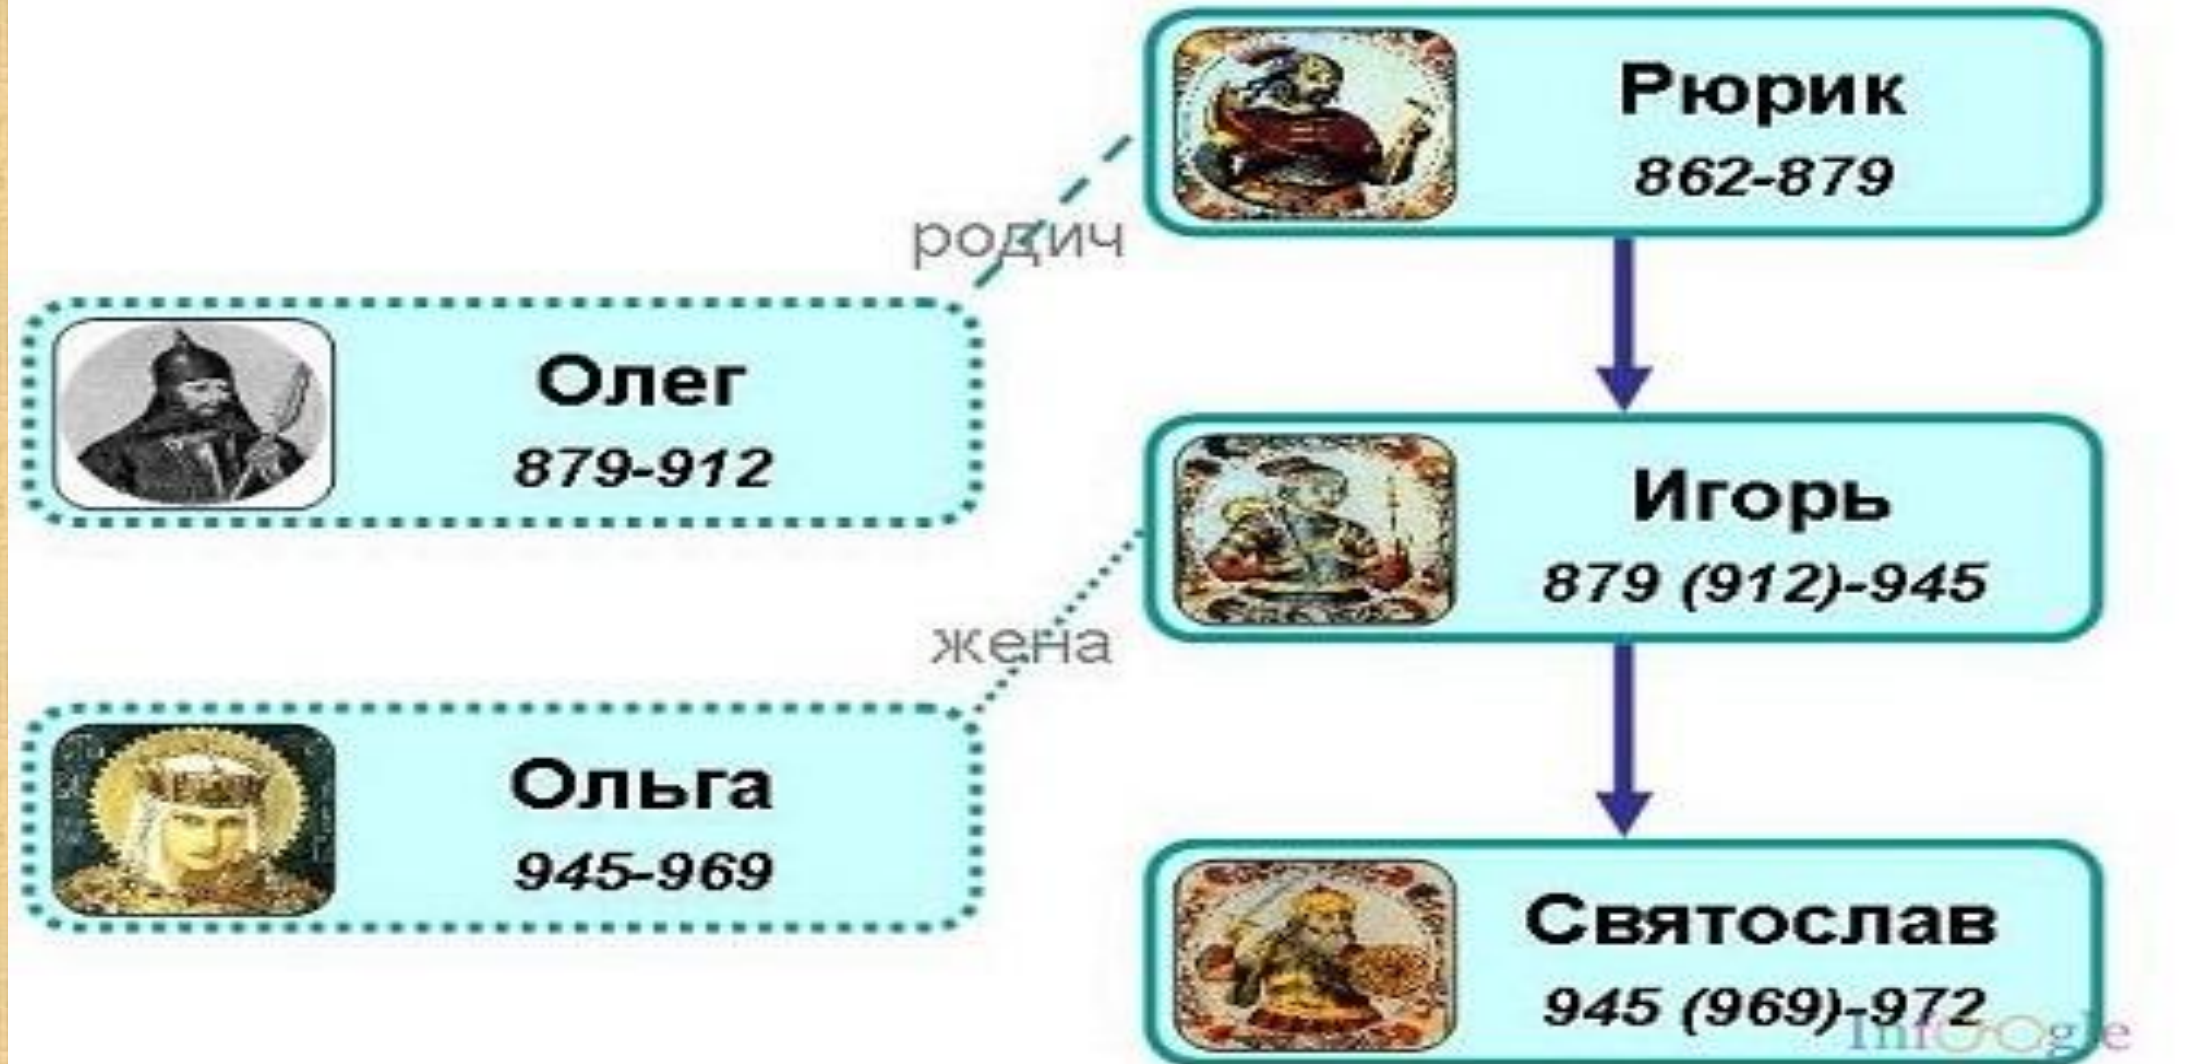 Рюрик
862-879
родич
Олег
879-912
Игорь
879 (912)-945
жена
Ольга
945-969
Святослав
945 (969)-972
InfoOgle